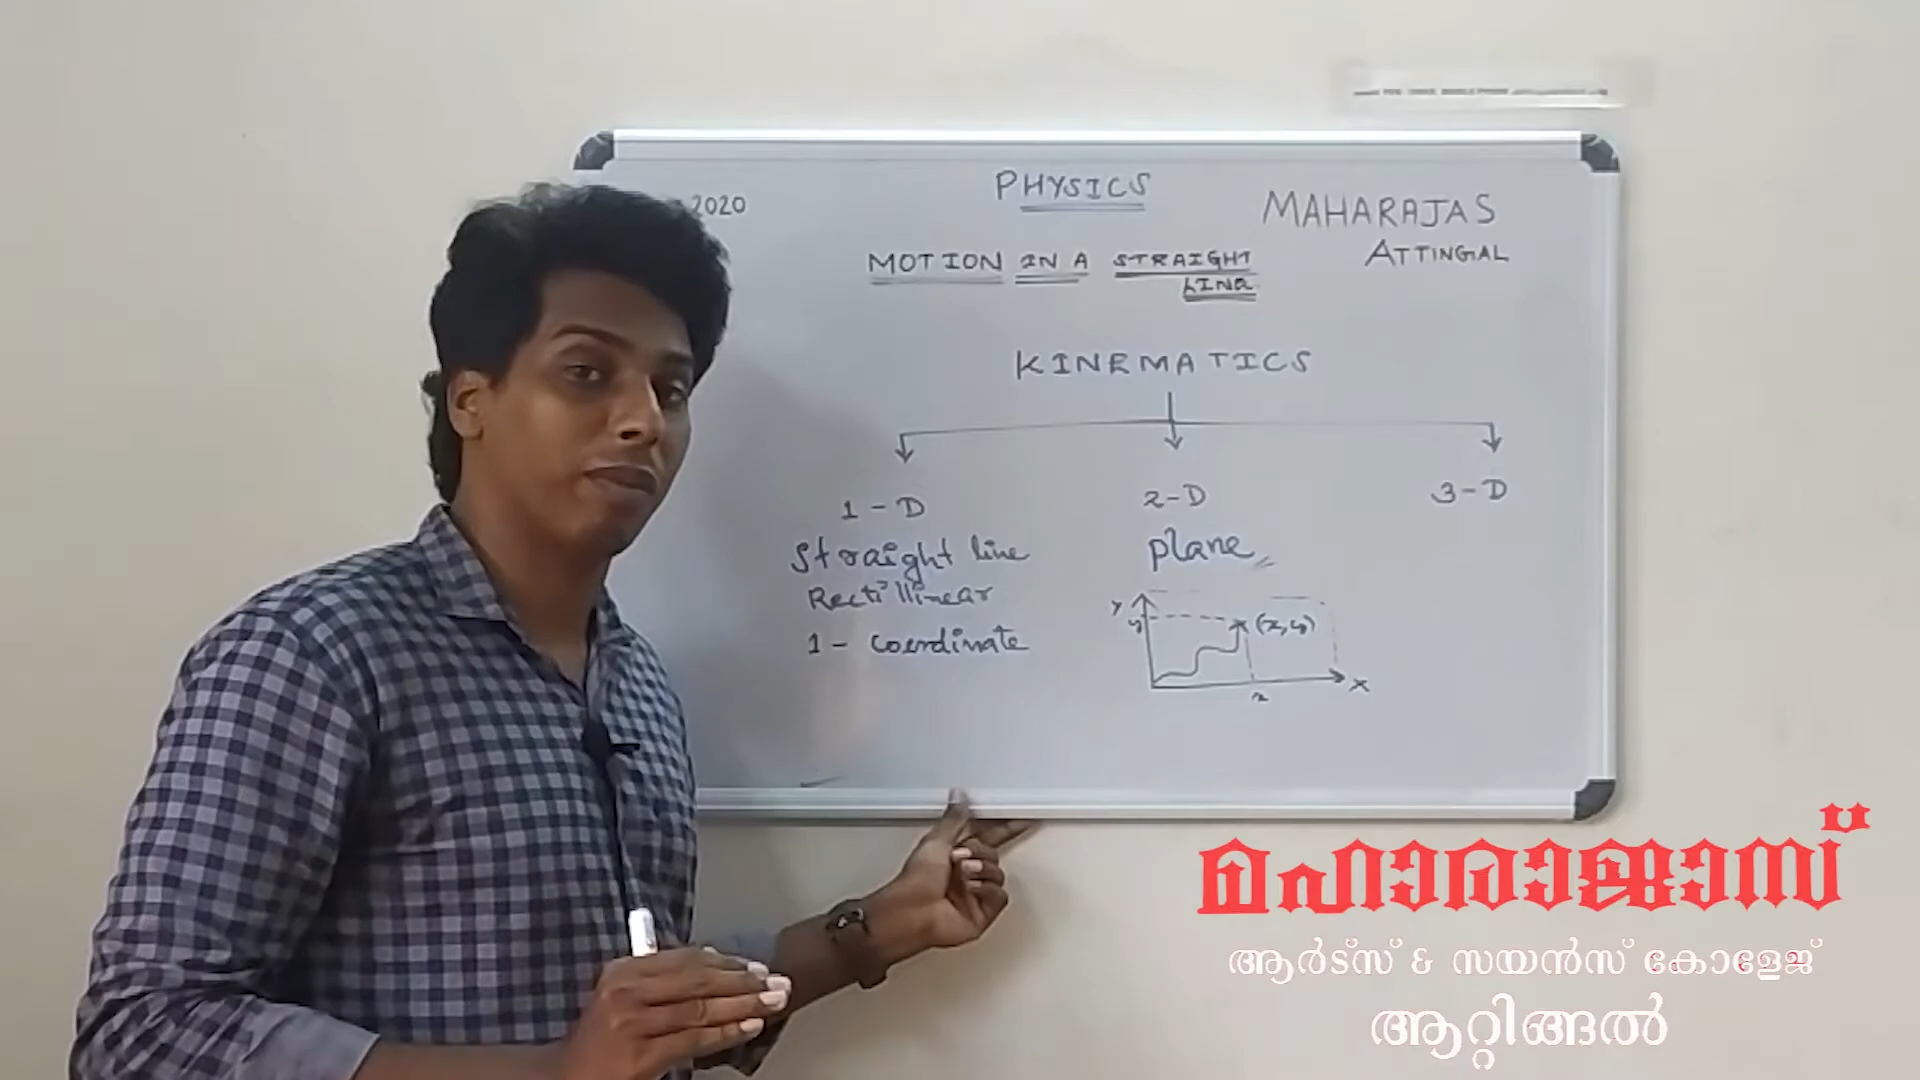 2020
PHYSICS
MAHARAJAS
ATTINGAL
MOTION IN A STRAIGHT
LINE
KINEMATICS
1 - D
2 - D
3 - D
Straight line
plane
Rectillinear
1 - coordinate
Y
y
(x,y)
x
X
മഹാരാജാസ്
ആർട്സ് & സയൻസ് കോളേജ്
ആറ്റിങ്ങൽ